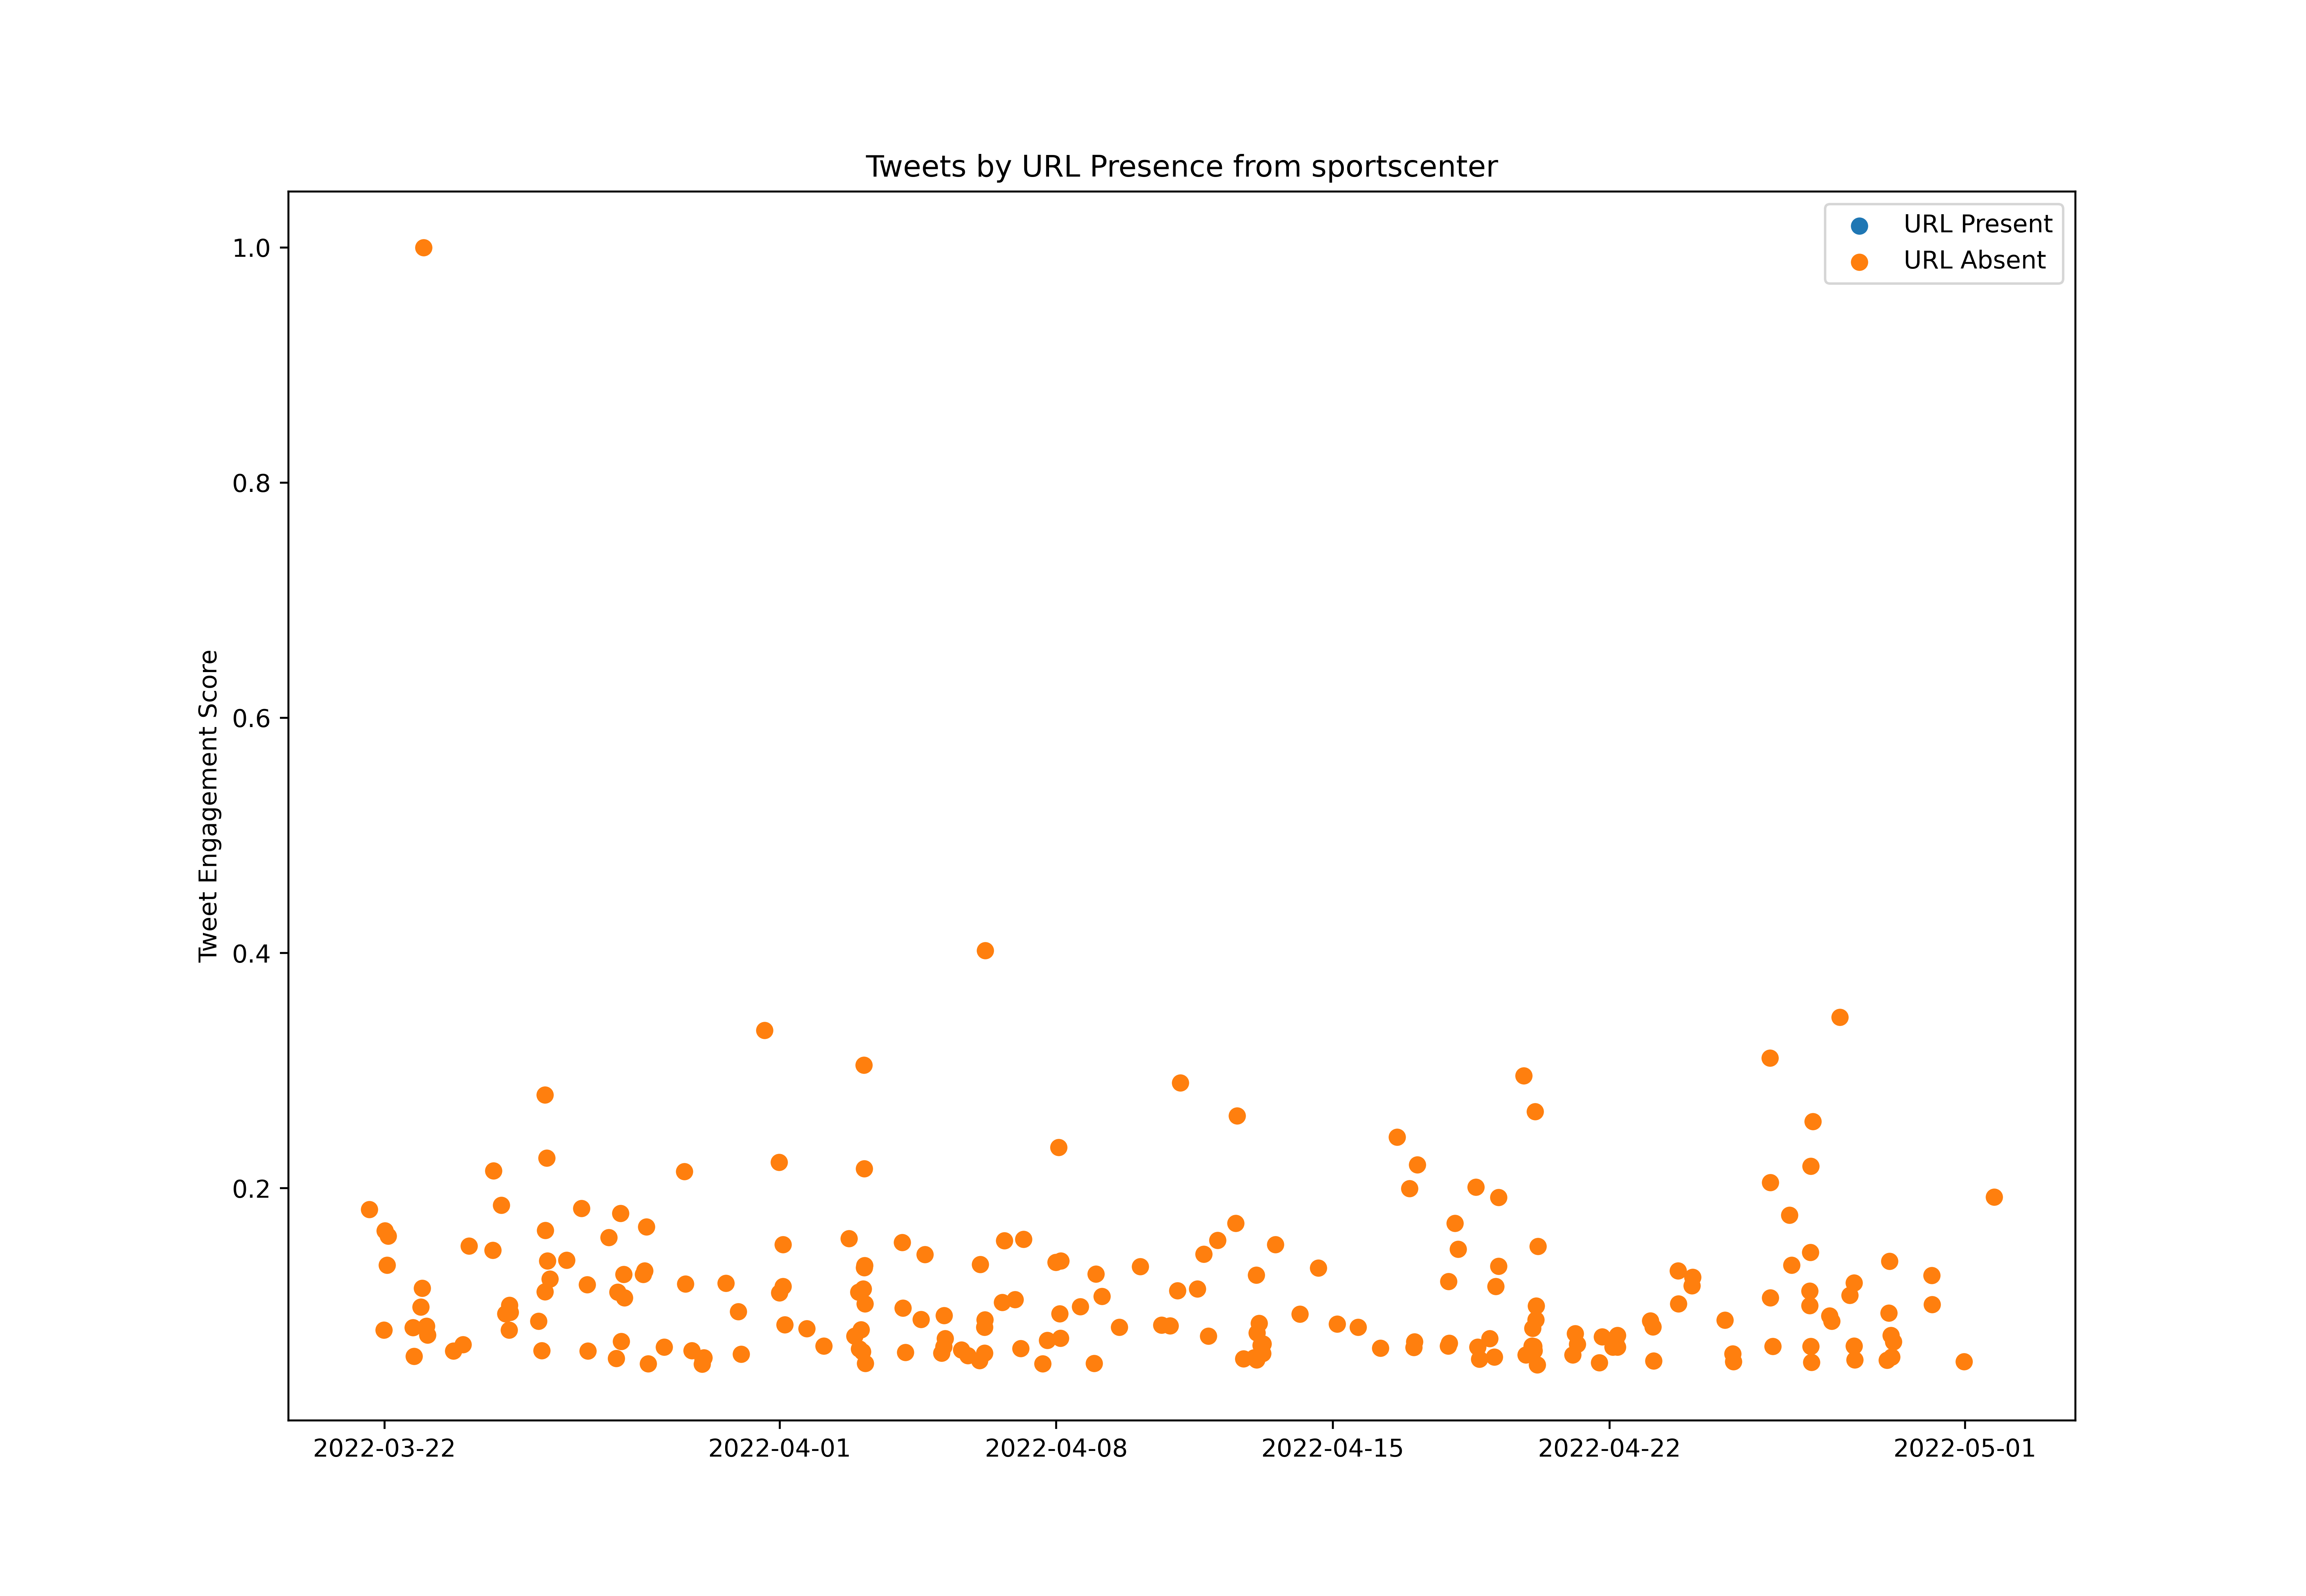 Tweets by URL Presence from sportscenter
URL Present
URL Absent
Tweet Engagement Score
1.0
0.8
0.6
0.4
0.2
2022-03-22
2022-04-01
2022-04-08
2022-04-15
2022-04-22
2022-05-01